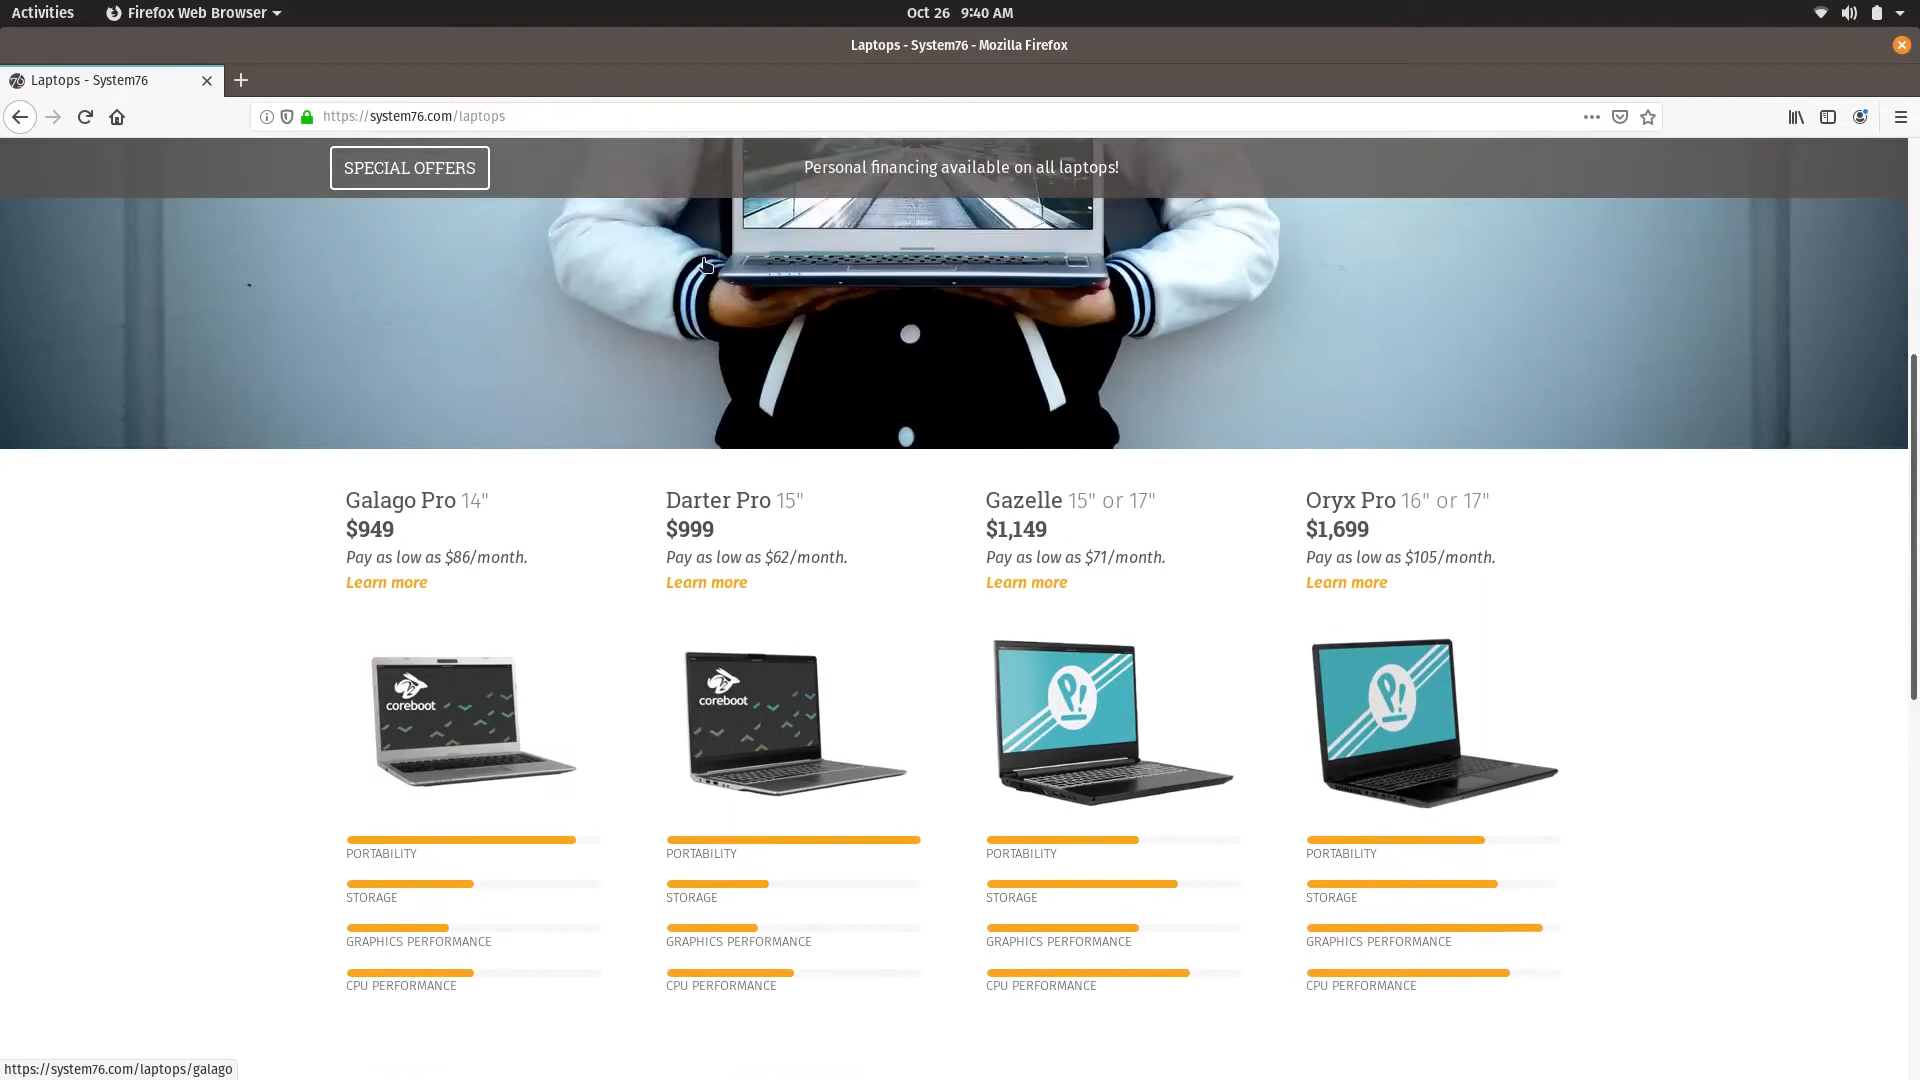 Activities
Firefox Web Browser
Oct 26 9:40 AM
Laptops - System76 - Mozilla Firefox
Laptops - System76
https://system76.com/laptops
SPECIAL OFFERS
Personal financing available on all laptops!
Galago Pro 14"
$949
Pay as low as $86/month.
Learn more
Darter Pro 15"
$999
Pay as low as $62/month.
Learn more
Gazelle 15" or 17"
$1,149
Pay as low as $71/month.
Learn more
Oryx Pro 16" or 17"
$1,699
Pay as low as $105/month.
Learn more
coreboot
coreboot
P!
P!
PORTABILITY
STORAGE
GRAPHICS PERFORMANCE
CPU PERFORMANCE
PORTABILITY
STORAGE
GRAPHICS PERFORMANCE
CPU PERFORMANCE
PORTABILITY
STORAGE
GRAPHICS PERFORMANCE
CPU PERFORMANCE
PORTABILITY
STORAGE
GRAPHICS PERFORMANCE
CPU PERFORMANCE
https://system76.com/laptops/galago